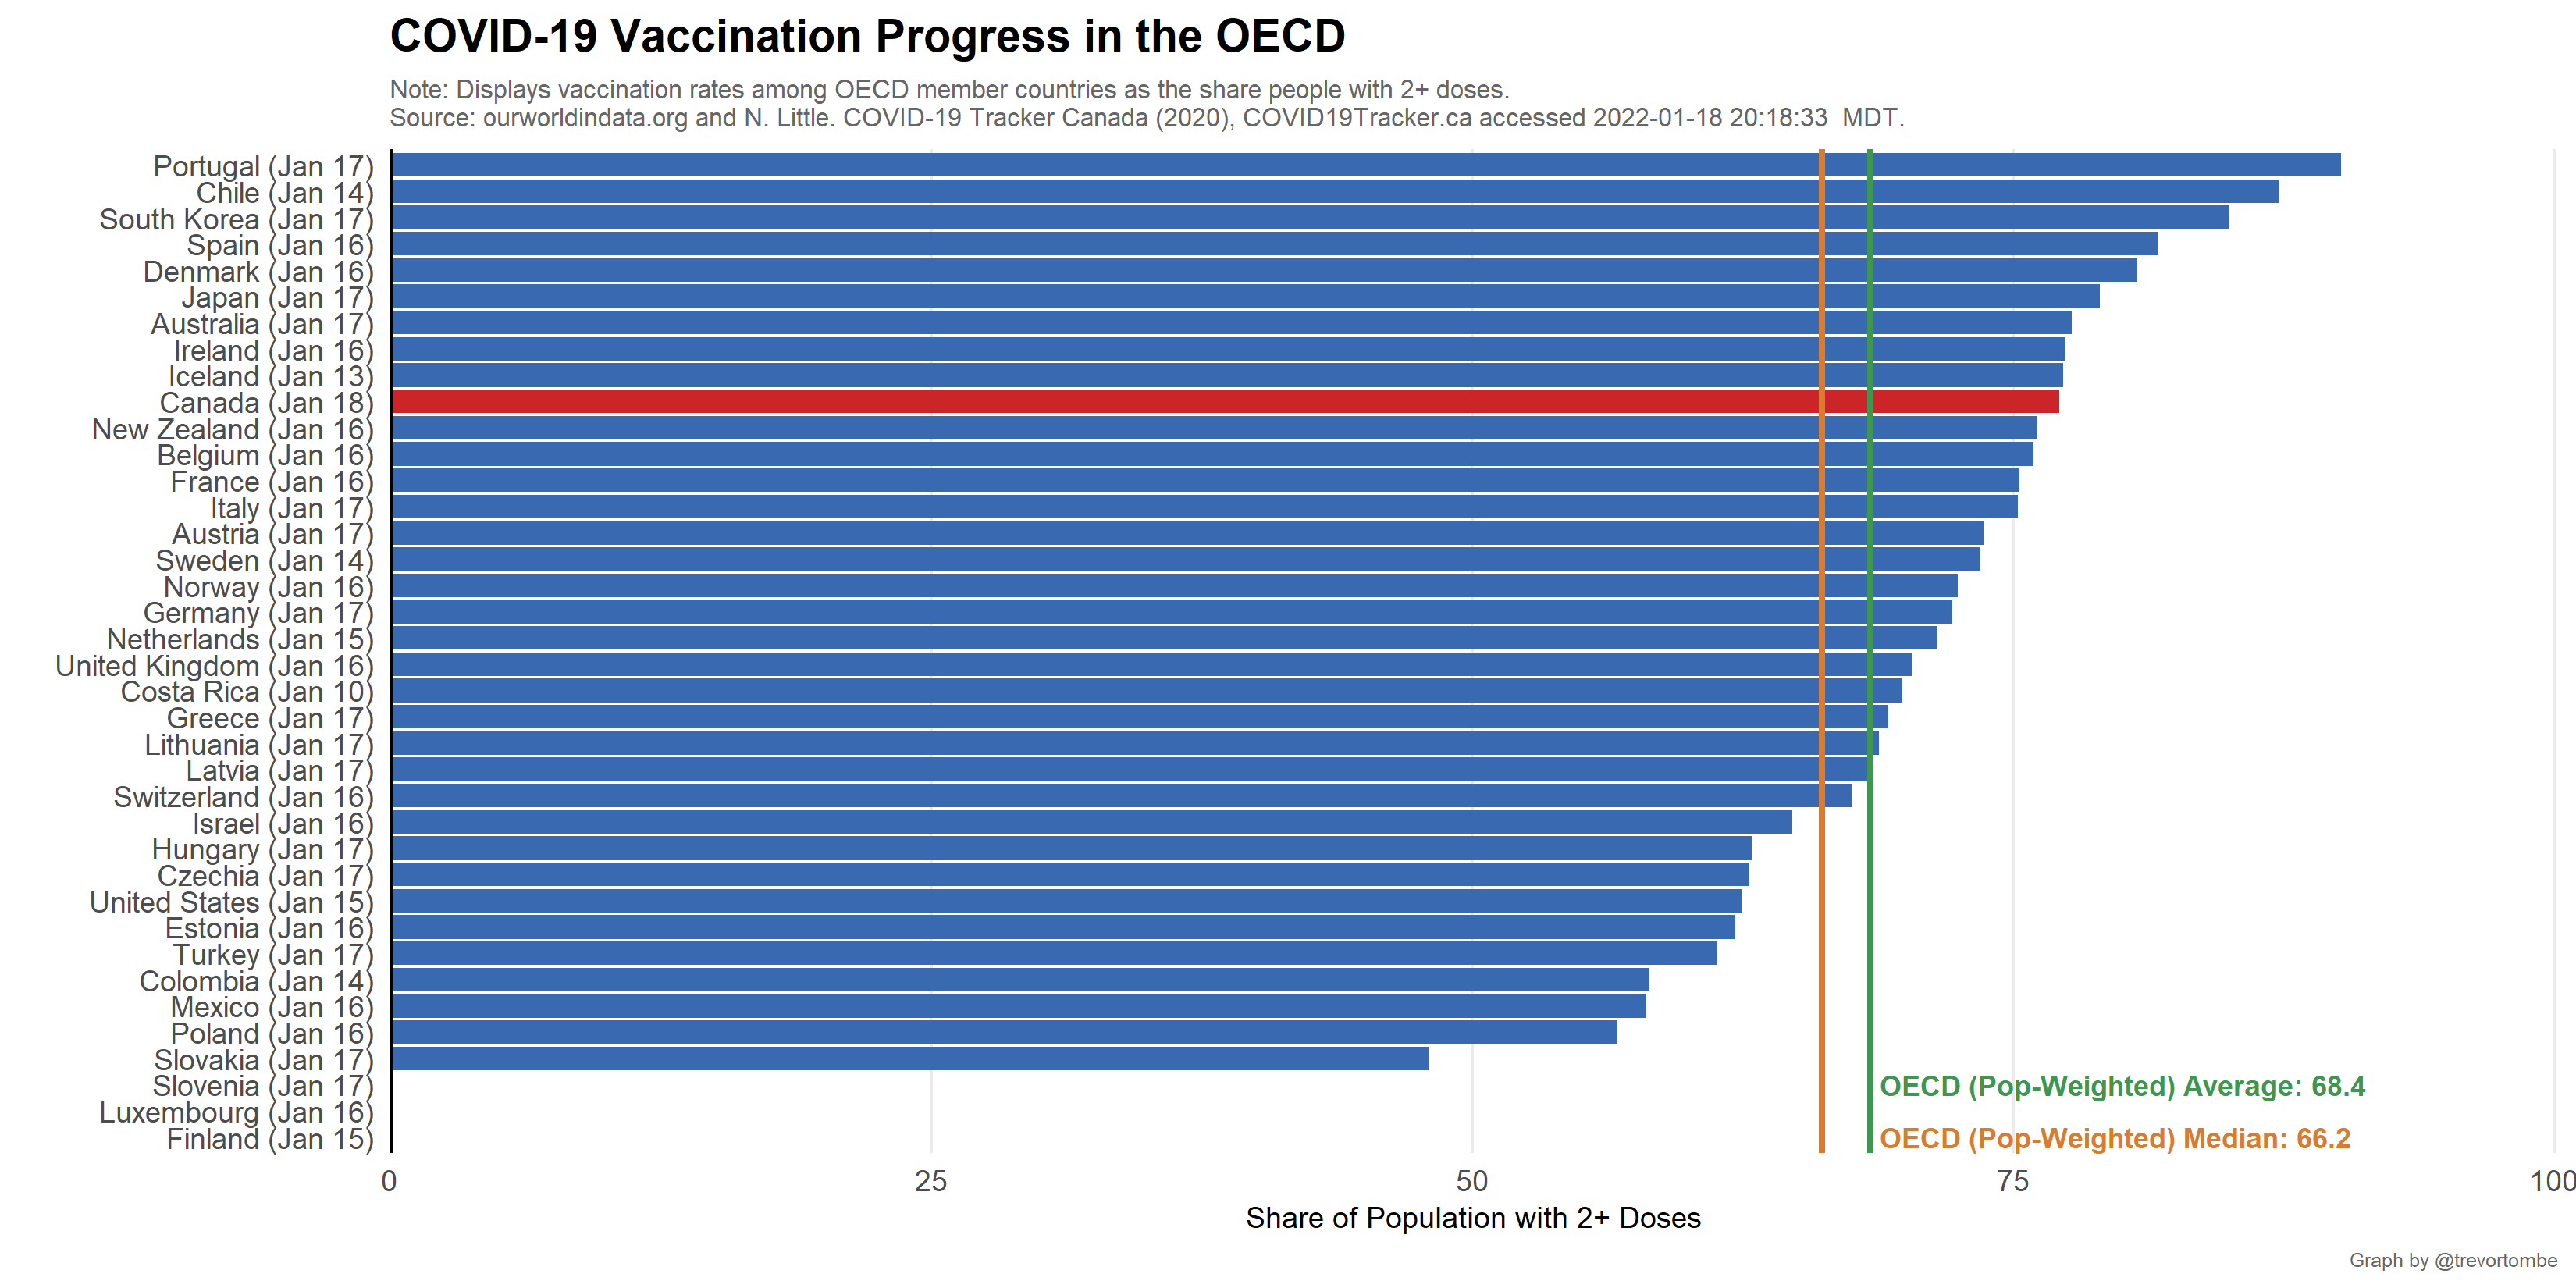 COVID-19 Vaccination Progress in the OECD
Note: Displays vaccination rates among OECD member countries as the share people with 2+ doses.
Source: ourworldindata.org and N. Little. COVID-19 Tracker Canada (2020), COVID19Tracker.ca accessed 2022-01-18 20:18:33  MDT.
Portugal (Jan 17)
Chile (Jan 14)
South Korea (Jan 17)
Spain (Jan 16)
Denmark (Jan 16)
Japan (Jan 17)
Australia (Jan 17)
Ireland (Jan 16)
Iceland (Jan 13)
Canada (Jan 18)
New Zealand (Jan 16)
Belgium (Jan 16)
France (Jan 16)
Italy (Jan 17)
Austria (Jan 17)
Sweden (Jan 14)
Norway (Jan 16)
Germany (Jan 17)
Netherlands (Jan 15)
United Kingdom (Jan 16)
Costa Rica (Jan 10)
Greece (Jan 17)
Lithuania (Jan 17)
Latvia (Jan 17)
Switzerland (Jan 16)
Israel (Jan 16)
Hungary (Jan 17)
Czechia (Jan 17)
United States (Jan 15)
Estonia (Jan 16)
Turkey (Jan 17)
Colombia (Jan 14)
Mexico (Jan 16)
Poland (Jan 16)
Slovakia (Jan 17)
Slovenia (Jan 17)
Luxembourg (Jan 16)
Finland (Jan 15)
OECD (Pop-Weighted) Average: 68.4
OECD (Pop-Weighted) Median: 66.2
0 25 50 75 100
Share of Population with 2+ Doses
Graph by @trevortombe